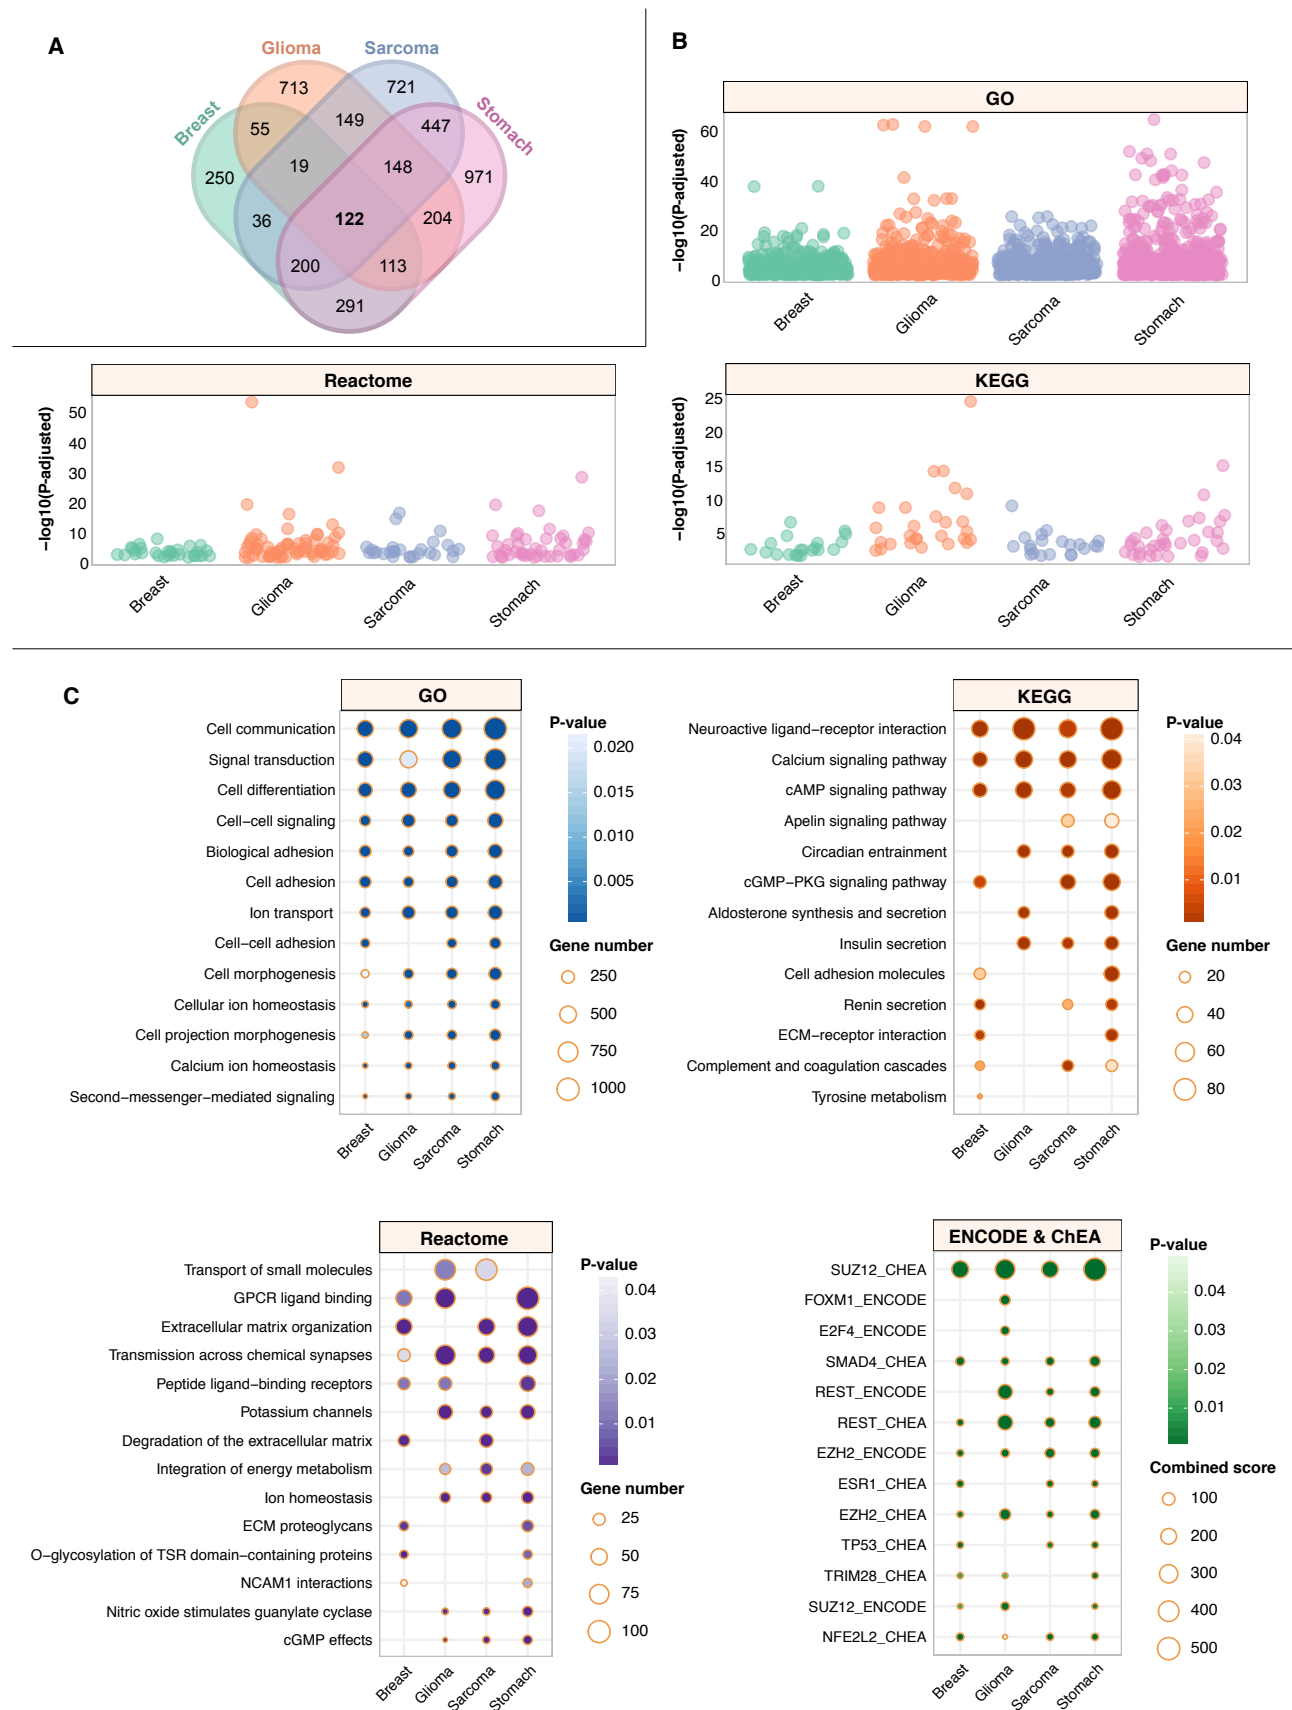 A
Glioma
Sarcoma
Breast
Stomach
713
721
55
149
447
250
19
148
971
36
122
204
200
113
291
B
GO
−log10(P-adjusted)
60
40
20
0
Breast
Glioma
Sarcoma
Stomach
Reactome
−log10(P-adjusted)
50
40
30
20
10
0
Breast
Glioma
Sarcoma
Stomach
KEGG
−log10(P-adjusted)
25
20
15
10
5
Breast
Glioma
Sarcoma
Stomach
C
GO
Cell communication
Signal transduction
Cell differentiation
Cell−cell signaling
Biological adhesion
Cell adhesion
Ion transport
Cell−cell adhesion
Cell morphogenesis
Cellular ion homeostasis
Cell projection morphogenesis
Calcium ion homeostasis
Second−messenger−mediated signaling
Breast
Glioma
Sarcoma
Stomach
P-value
0.020
0.015
0.010
0.005
Gene number
250
500
750
1000
KEGG
Neuroactive ligand−receptor interaction
Calcium signaling pathway
cAMP signaling pathway
Apelin signaling pathway
Circadian entrainment
cGMP−PKG signaling pathway
Aldosterone synthesis and secretion
Insulin secretion
Cell adhesion molecules
Renin secretion
ECM−receptor interaction
Complement and coagulation cascades
Tyrosine metabolism
Breast
Glioma
Sarcoma
Stomach
P-value
0.04
0.03
0.02
0.01
Gene number
20
40
60
80
Reactome
Transport of small molecules
GPCR ligand binding
Extracellular matrix organization
Transmission across chemical synapses
Peptide ligand−binding receptors
Potassium channels
Degradation of the extracellular matrix
Integration of energy metabolism
Ion homeostasis
ECM proteoglycans
O−glycosylation of TSR domain−containing proteins
NCAM1 interactions
Nitric oxide stimulates guanylate cyclase
cGMP effects
Breast
Glioma
Sarcoma
Stomach
P-value
0.04
0.03
0.02
0.01
Gene number
25
50
75
100
ENCODE & ChEA
SUZ12_CHEA
FOXM1_ENCODE
E2F4_ENCODE
SMAD4_CHEA
REST_ENCODE
REST_CHEA
EZH2_ENCODE
ESR1_CHEA
EZH2_CHEA
TP53_CHEA
TRIM28_CHEA
SUZ12_ENCODE
NFE2L2_CHEA
Breast
Glioma
Sarcoma
Stomach
P-value
0.04
0.03
0.02
0.01
Combined score
100
200
300
400
500